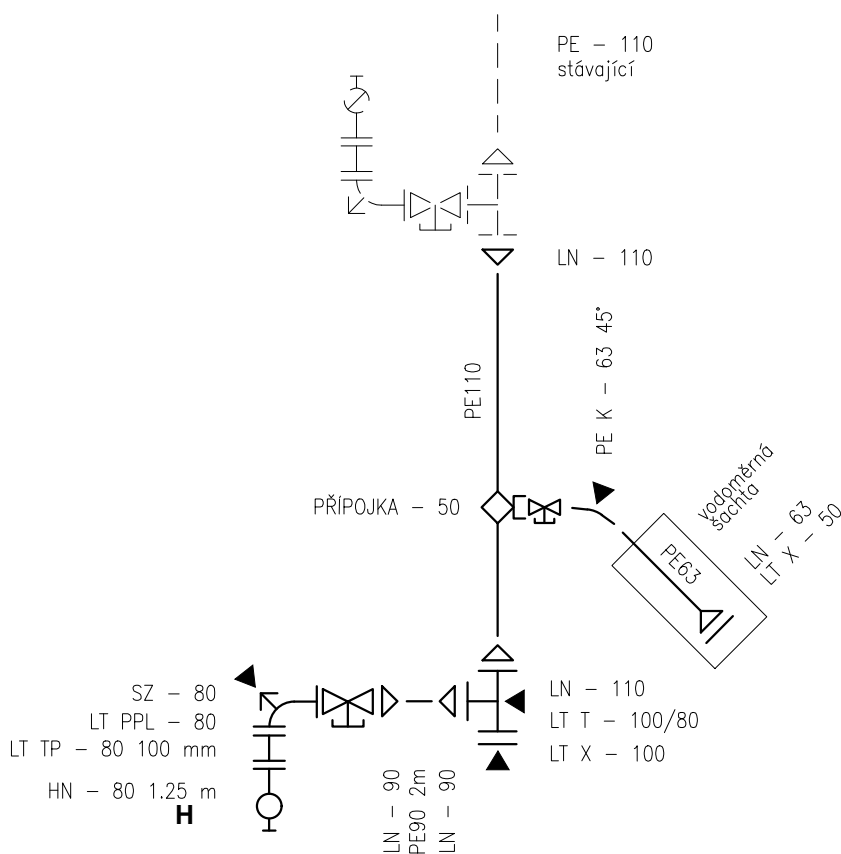 PE - 110
stávající
LN - 110
PE K - 63 45°
PE110
PŘÍPOJKA - 50
vodoměrná
šachta
PE63
LN - 63
LT X - 50
SZ - 80
LT PPL - 80
LT TP - 80 100 mm
HN - 80 1.25 m
H
LN - 110
LT T - 100/80
LT X - 100
LN - 90
PE90 2m
LN - 90